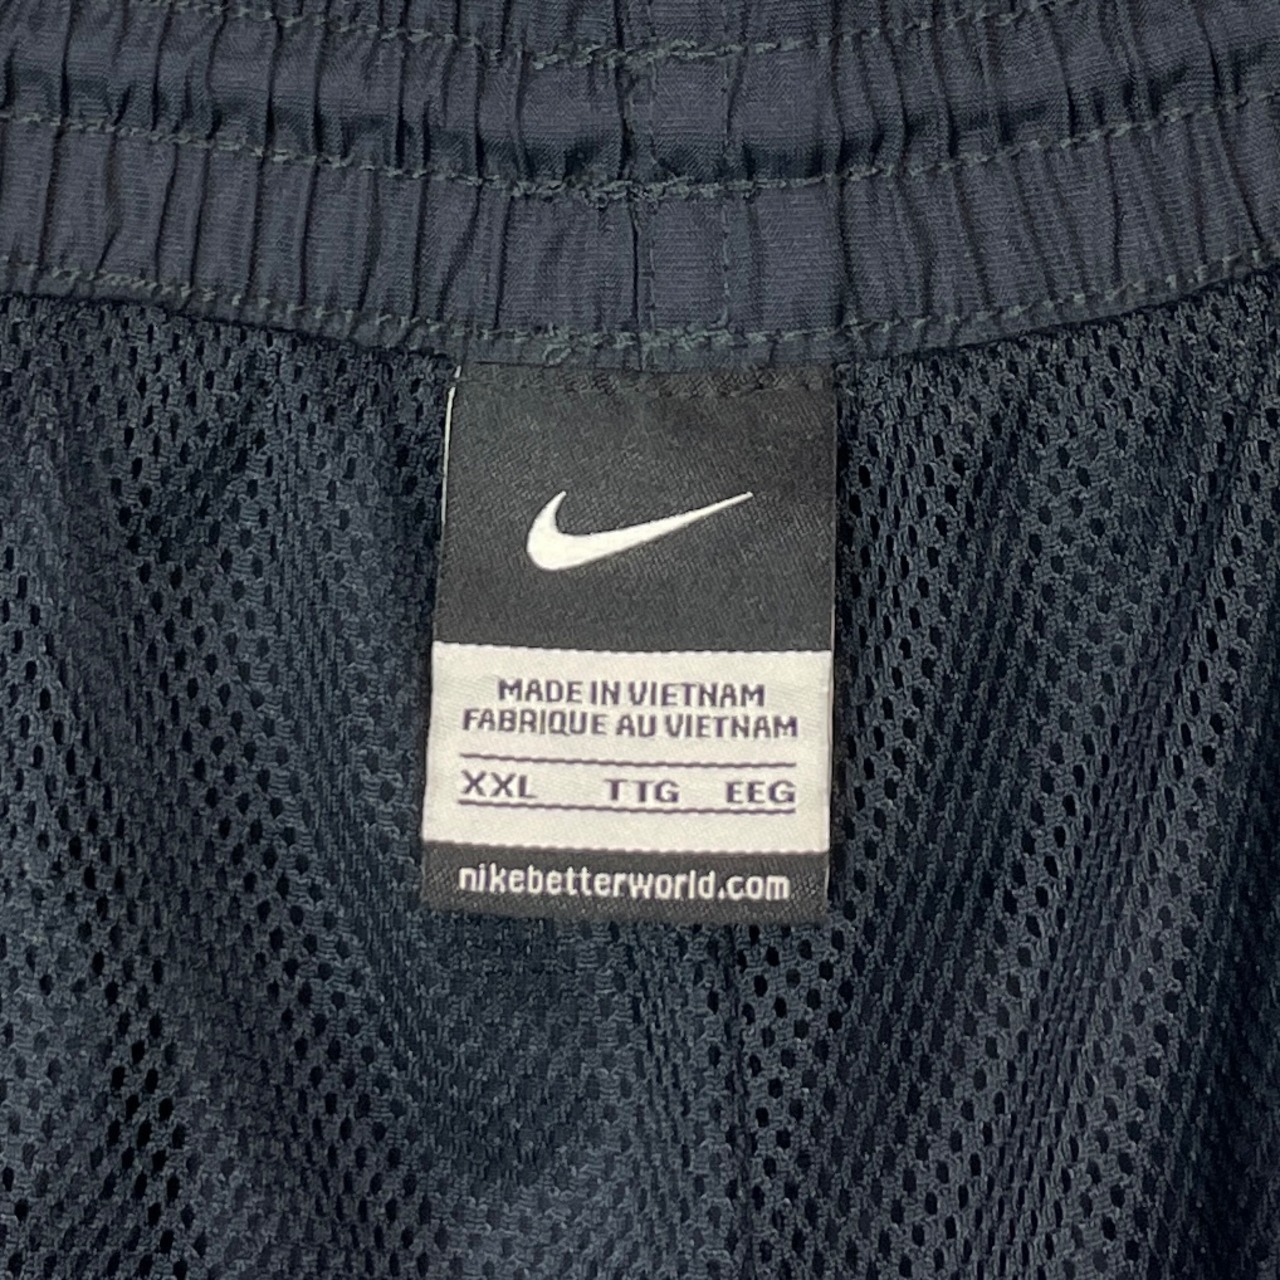 MADE IN VIETNAM
FABRIQUE AU VIETNAM
XXL TTG EEG
nikebetterworld.com